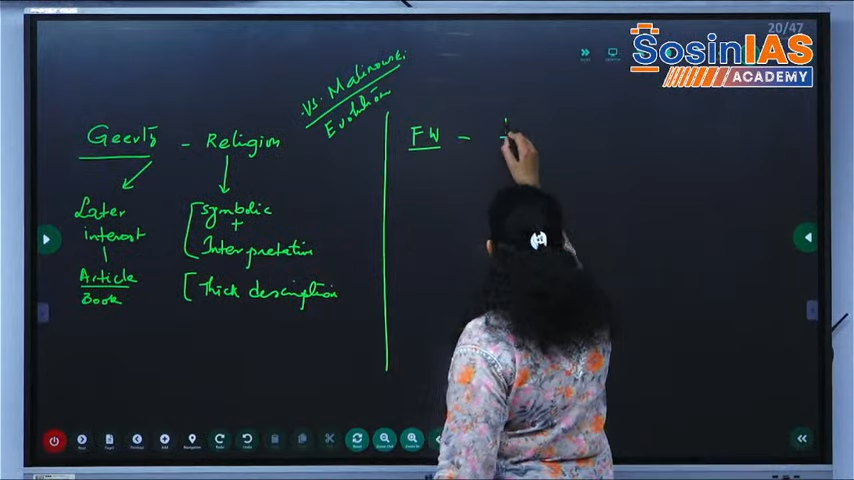 20/47
SosinIAS
ACADEMY
Vs. Malinowski
Evolution
Geertz - Religion
FW -
Later
interest
Article
Book
symbolic
+
Interpretation
Thick description